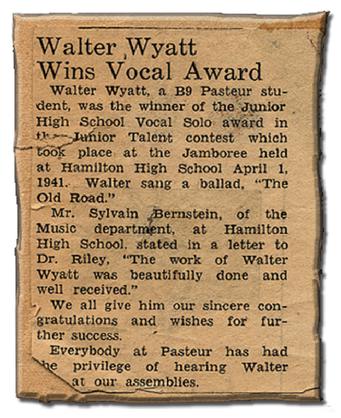 Walter Wyatt
Wins Vocal Award
Walter Wyatt, a B9 Pasteur stu-
dent, was the winner of the Junior
High School Vocal Solo award in
the Junior Talent contest which
took place at the Jamboree held
at Hamilton High School April 1,
1941. Walter sang a ballad, "The
Old Road."
Mr. Sylvain Bernstein, of the
Music department, at Hamilton
High School, stated in a letter to
Dr. Riley, "The work of Walter
Wyatt was beautifully done and
well received."
We all give him our sincere con-
gratulations and wishes for fur-
ther success.
Everybody at Pasteur has had
the privilege of hearing Walter
at our assemblies.